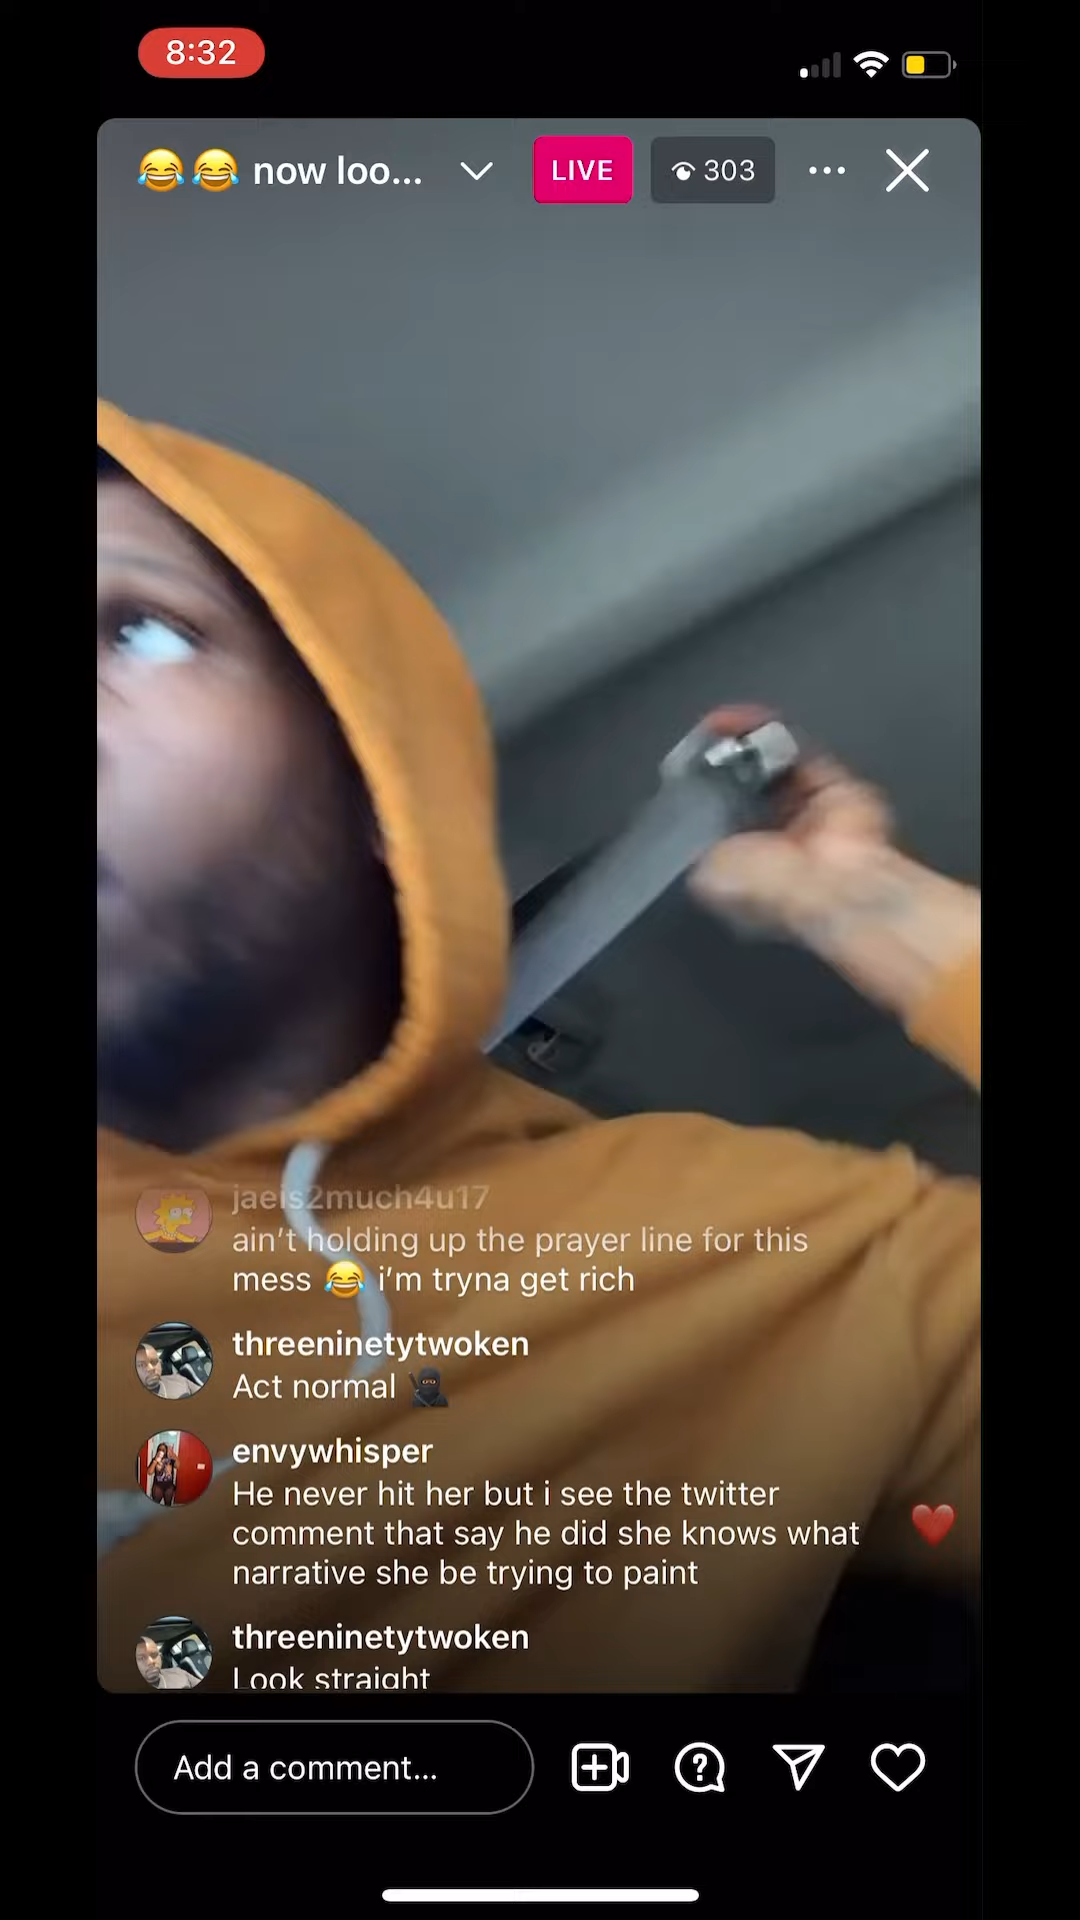 8:32
😂😂 now loo...
LIVE
303
jaeis2much4u17
ain't holding up the prayer line for this
mess 😂 i'm tryna get rich
threeninetytwoken
Act normal 🥷
envywhisper
He never hit her but i see the twitter
comment that say he did she knows what
narrative she be trying to paint
threeninetytwoken
Look straight
Add a comment...